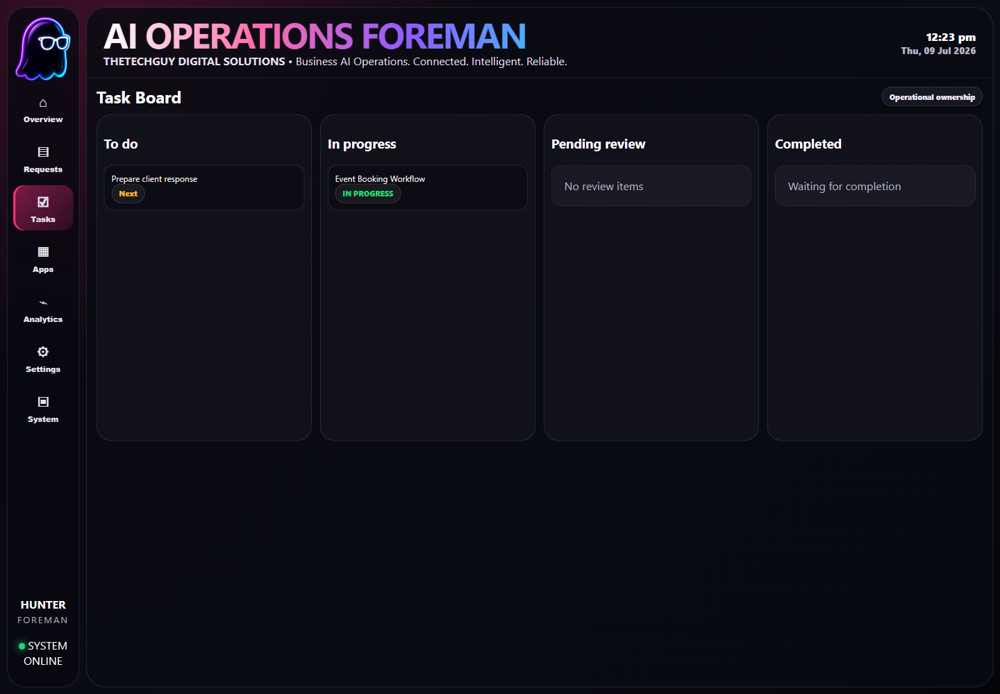 AI OPERATIONS FOREMAN
THETECHGUY DIGITAL SOLUTIONS • Business AI Operations. Connected. Intelligent. Reliable.
12:23 pm
Thu, 09 Jul 2026
Overview
Requests
Tasks
Apps
Analytics
Settings
System
HUNTER
FOREMAN
SYSTEM
ONLINE
Task Board
Operational ownership
To do
Prepare client response
Next
In progress
Event Booking Workflow
IN PROGRESS
Pending review
No review items
Completed
Waiting for completion